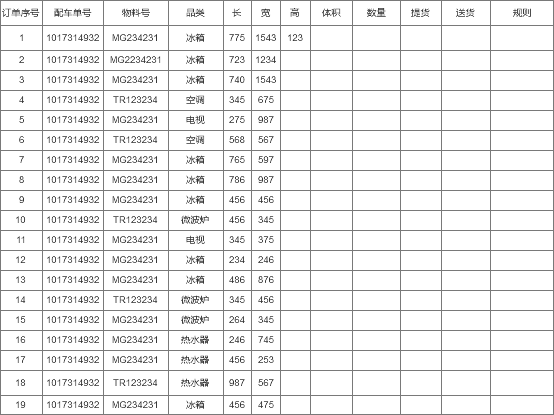 订单序号 配车单号 物料号 品类 长 宽 高 体积 数量 提货 送货 规则
1 1017314932 MG234231 冰箱 775 1543 123
2 1017314932 MG2234231 冰箱 723 1234
3 1017314932 MG234231 冰箱 740 1543
4 1017314932 TR123234 空调 345 675
5 1017314932 MG234231 电视 275 987
6 1017314932 TR123234 空调 568 567
7 1017314932 MG234231 冰箱 765 597
8 1017314932 MG234231 冰箱 786 987
9 1017314932 MG234231 冰箱 456 456
10 1017314932 TR123234 微波炉 456 345
11 1017314932 MG234231 电视 345 375
12 1017314932 MG234231 冰箱 234 246
13 1017314932 MG234231 冰箱 486 876
14 1017314932 TR123234 微波炉 345 456
15 1017314932 MG234231 微波炉 264 345
16 1017314932 MG234231 热水器 246 745
17 1017314932 MG234231 热水器 456 253
18 1017314932 TR123234 热水器 987 567
19 1017314932 MG234231 冰箱 456 475